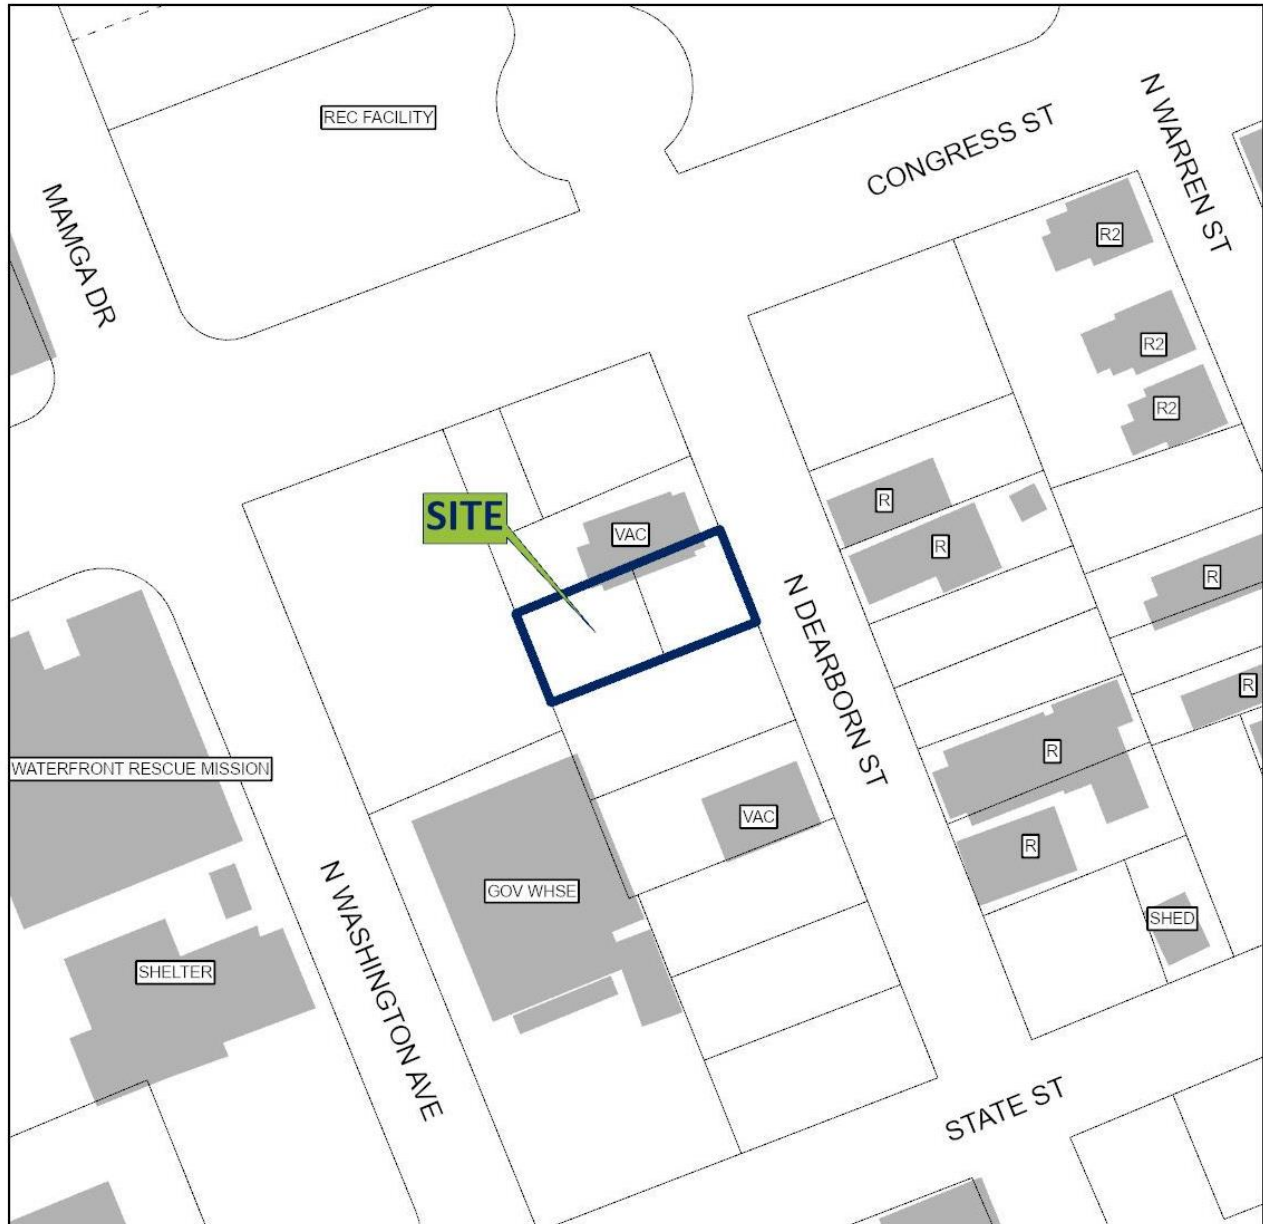 REC FACILITY
N WARREN ST
CONGRESS ST
MAMGA DR
R2
R2
R2
SITE
VAC
R
R
R
N DEARBORN ST
R
WATERFRONT RESCUE MISSION
R
VAC
R
GOV WHSE
SHED
SHELTER
N WASHINGTON AVE
STATE ST